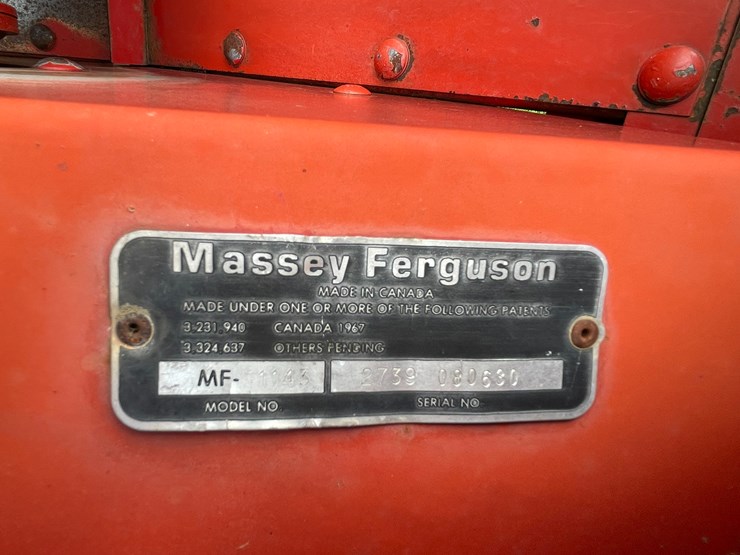 Massey Ferguson
MADE IN CANADA
MADE UNDER ONE OR MORE OF THE FOLLOWING PATENTS
3,231,940 CANADA 1967
3,324,637 OTHERS PENDING
MF-
MODEL NO. SERIAL NO.